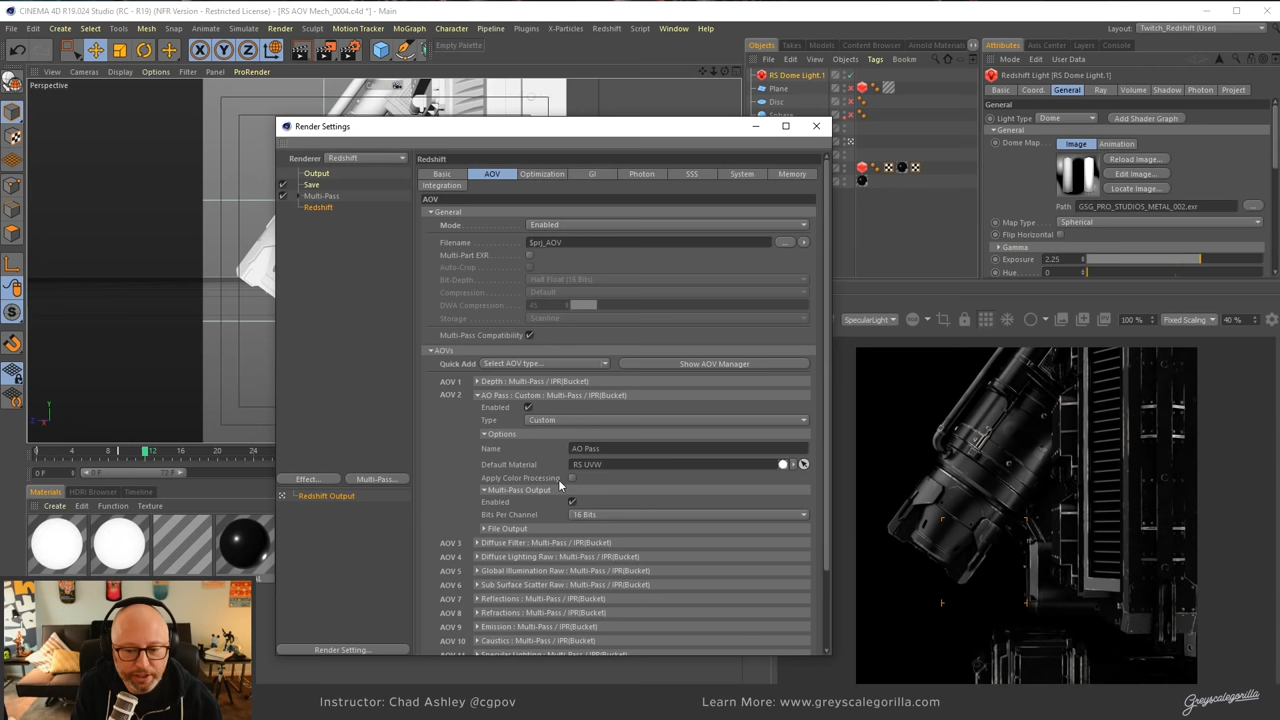 CINEMA 4D R19.024 Studio (RC - R19) (NFR Version - Restricted License) - [RS AOV Mech_0004.c4d *] - Main
File Edit Create Select Tools Mesh Snap Animate Simulate Render Sculpt Motion Tracker MoGraph Character Pipeline Plugins X-Particles Redshift Script Window Help Layout: Twitch_Redshift (User)
Empty Palette
Objects Takes Models Content Browser Arnold Materials Attributes Axis Center Layers Console
View Cameras Display Options Filter Panel ProRender File Edit View Objects Tags Bookm Mode Edit User Data
Perspective
RS Dome Light.1 Redshift Light [RS Dome Light.1]
Plane
Basic Coord. General Ray Volume Shadow Photon Project
Disc
General
Light Type Dome Add Shader Graph
General
Dome Map: Image Animation
Reload Image...
Edit Image...
Locate Image...
Path GSG_PRO_STUDIOS_METAL_002.exr ...
Map Type Spherical
Flip Horizontal
Gamma
Exposure 2.25
Hue. 0
Render Settings
Renderer Redshift
Output
Save
Multi-Pass
Redshift
Effect... Multi-Pass...
Redshift Output
Render Setting...
Redshift
Basic AOV Optimization GI Photon SSS System Memory
Integration
AOV
General
Mode Enabled
Filename $prj_AOV ...
Multi-Part EXR
Auto-Crop
Bit-Depth Half Float (16 Bits)
Compression Default
DWA Compression 45
Storage Scanline
Multi-Pass Compatibility
AOVs
Quick Add Select AOV type... Show AOV Manager
AOV 1 Depth : Multi-Pass / IPR(Bucket)
AOV 2 AO Pass : Custom : Multi-Pass / IPR(Bucket)
Enabled
Type Custom
Options
Name AO Pass
Default Material RS UVW
Apply Color Processing
Multi-Pass Output
Enabled
Bits Per Channel 16 Bits
File Output
AOV 3 Diffuse Filter : Multi-Pass / IPR(Bucket)
AOV 4 Diffuse Lighting Raw : Multi-Pass / IPR(Bucket)
AOV 5 Global Illumination Raw : Multi-Pass / IPR(Bucket)
AOV 6 Sub Surface Scatter Raw : Multi-Pass / IPR(Bucket)
AOV 7 Reflections : Multi-Pass / IPR(Bucket)
AOV 8 Refractions : Multi-Pass / IPR(Bucket)
AOV 9 Emission : Multi-Pass / IPR(Bucket)
AOV 10 Caustics : Multi-Pass / IPR(Bucket)
SpecularLight 100 % Fixed Scaling 40 %
0 4 8 12
0 F 0 F 72 F
Materials HDRI Browser Timeline
Create Edit Function Texture
Instructor: Chad Ashley @cgpov Learn More: www.greyscalegorilla.com
Greyscalegorilla